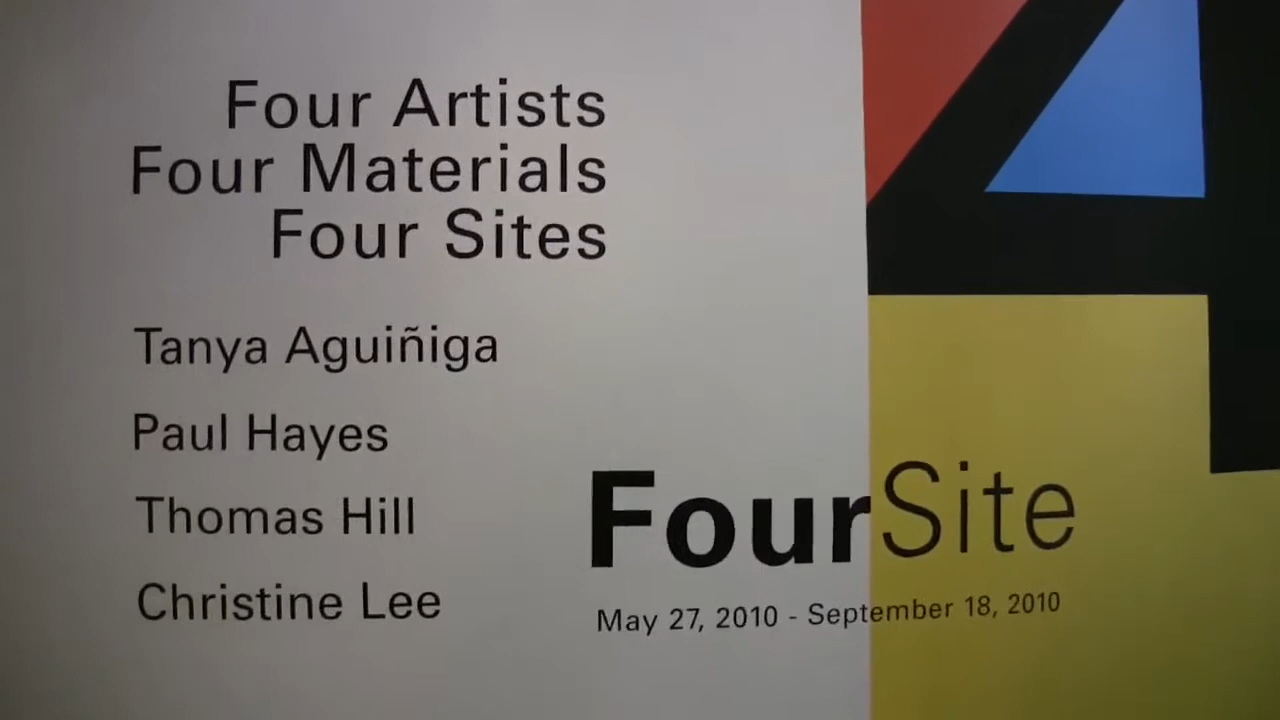 Four Artists
Four Materials
Four Sites
Tanya Aguiñiga
Paul Hayes
Thomas Hill
Christine Lee
4
FourSite
May 27, 2010 - September 18, 2010